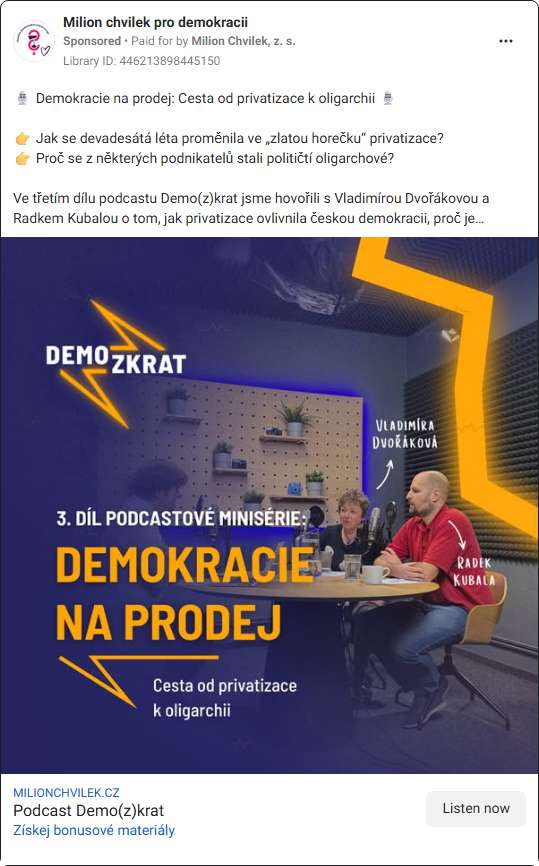 Milion chvilek pro demokracii
Sponsored • Paid for by Milion Chvilek, z. s.
Library ID: 446213898445150
Demokracie na prodej: Cesta od privatizace k oligarchii
👉 Jak se devadesátá léta proměnila ve „zlatou horečku“ privatizace?
👉 Proč se z některých podnikatelů stali političtí oligarchové?
Ve třetím dílu podcastu Demo(z)krat jsme hovořili s Vladimírou Dvořákovou a
Radkem Kubalou o tom, jak privatizace ovlivnila českou demokracii, proč je…
DEMO
ZKRAT
VLADIMÍRA
DVOŘÁKOVÁ
3. DÍL PODCASTOVÉ MINISÉRIE:
DEMOKRACIE
NA PRODEJ
RADEK
KUBALA
Cesta od privatizace
k oligarchii
MILIONCHVILEK.CZ
Podcast Demo(z)krat
Získej bonusové materiály
Listen now